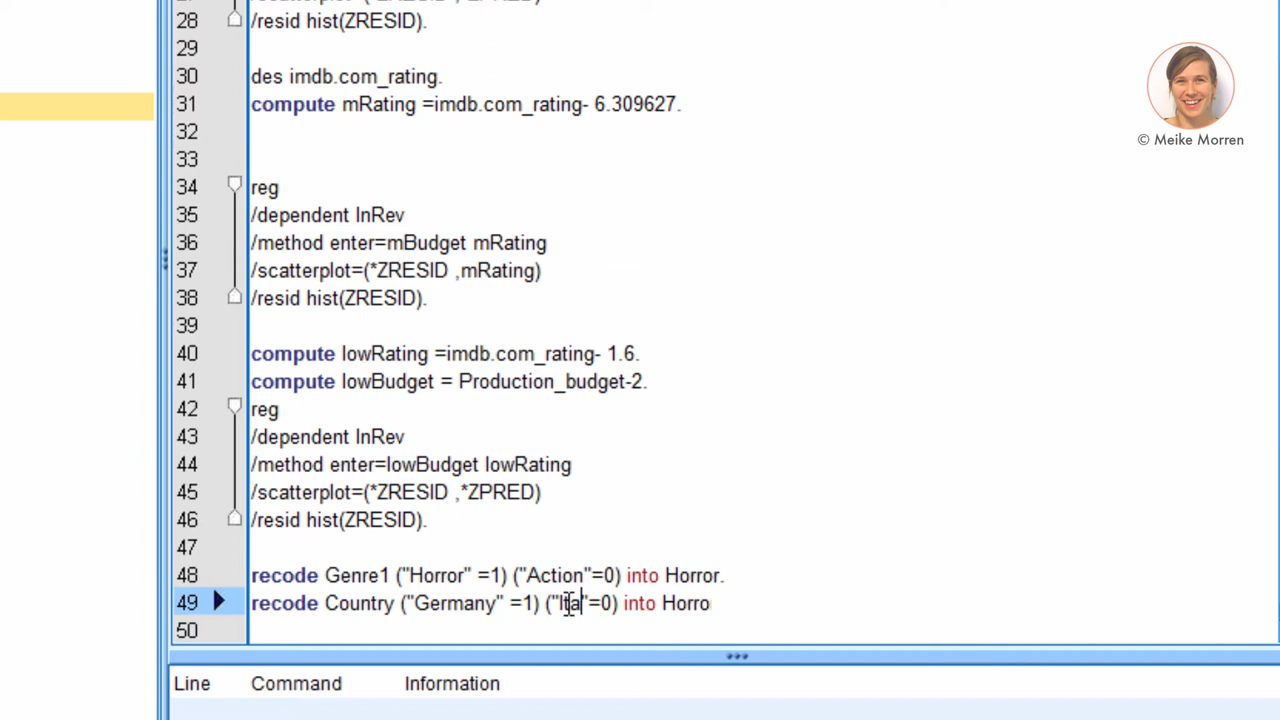 28 /resid hist(ZRESID).
29
30 des imdb.com_rating.
31 compute mRating =imdb.com_rating- 6.309627.
32
33
34 reg
35 /dependent lnRev
36 /method enter=mBudget mRating
37 /scatterplot=(*ZRESID ,mRating)
38 /resid hist(ZRESID).
39
40 compute lowRating =imdb.com_rating- 1.6.
41 compute lowBudget = Production_budget-2.
42 reg
43 /dependent lnRev
44 /method enter=lowBudget lowRating
45 /scatterplot=(*ZRESID ,*ZPRED)
46 /resid hist(ZRESID).
47
48 recode Genre1 ("Horror" =1) ("Action"=0) into Horror.
49 recode Country ("Germany" =1) ("Ita"=0) into Horro
50
Line Command Information
© Meike Morren